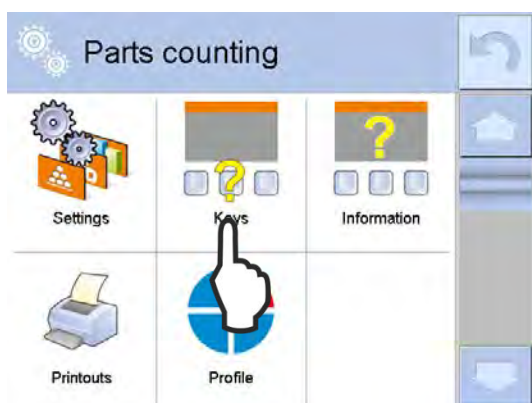 Parts counting
Settings
Keys
Information
Printouts
Profile